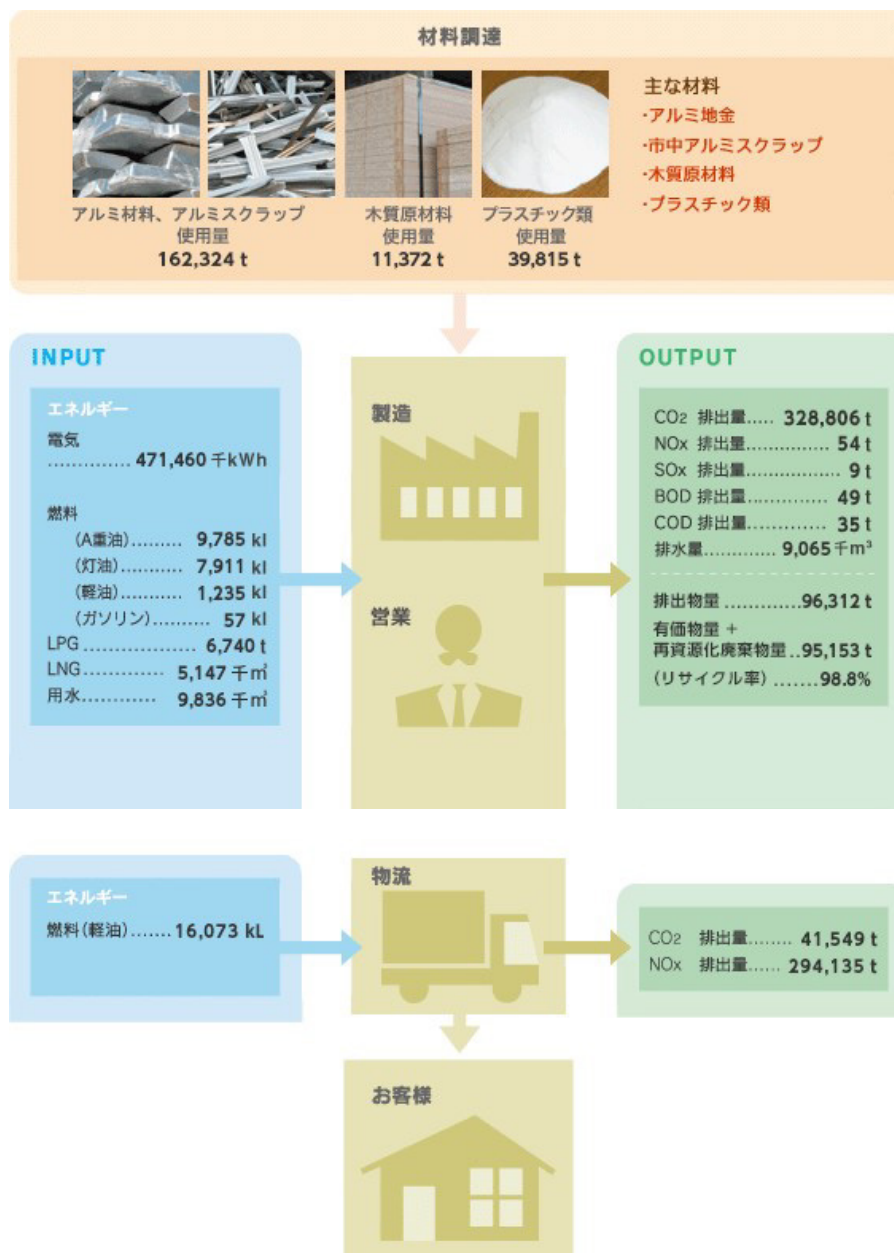 材料調達
アルミ材料、アルミスクラップ
使用量
162,324 t
木質原材料
使用量
11,372 t
プラスチック類
使用量
39,815 t
主な材料
・アルミ地金
・市中アルミスクラップ
・木質原材料
・プラスチック類
INPUT
エネルギー
電気
.............. 471,460 千kWh
燃料
(A重油)......... 9,785 kl
(灯油)........... 7,911 kl
(軽油)........... 1,235 kl
(ガソリン).......... 57 kl
LPG ................... 6,740 t
LNG ............. 5,147 千㎡
用水............ 9,836 千㎡
製造
営業
OUTPUT
CO₂ 排出量..... 328,806 t
NOx 排出量............... 54 t
SOx 排出量................. 9 t
BOD 排出量............... 49 t
COD 排出量............... 35 t
排水量............. 9,065 千m³
排出物量 ............96,312 t
有価物量 +
再資源化廃棄物量 ..95,153 t
(リサイクル率) .......98.8%
エネルギー
燃料(軽油)....... 16,073 kL
物流
CO₂ 排出量........ 41,549 t
NOx 排出量...... 294,135 t
お客様